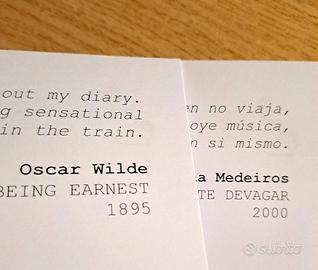 out my diary.
g sensational
in the train.
Oscar Wilde
BEING EARNEST
1895
en no viaja,
oye música,
n si mismo.
a Medeiros
TE DEVAGAR
2000
subito